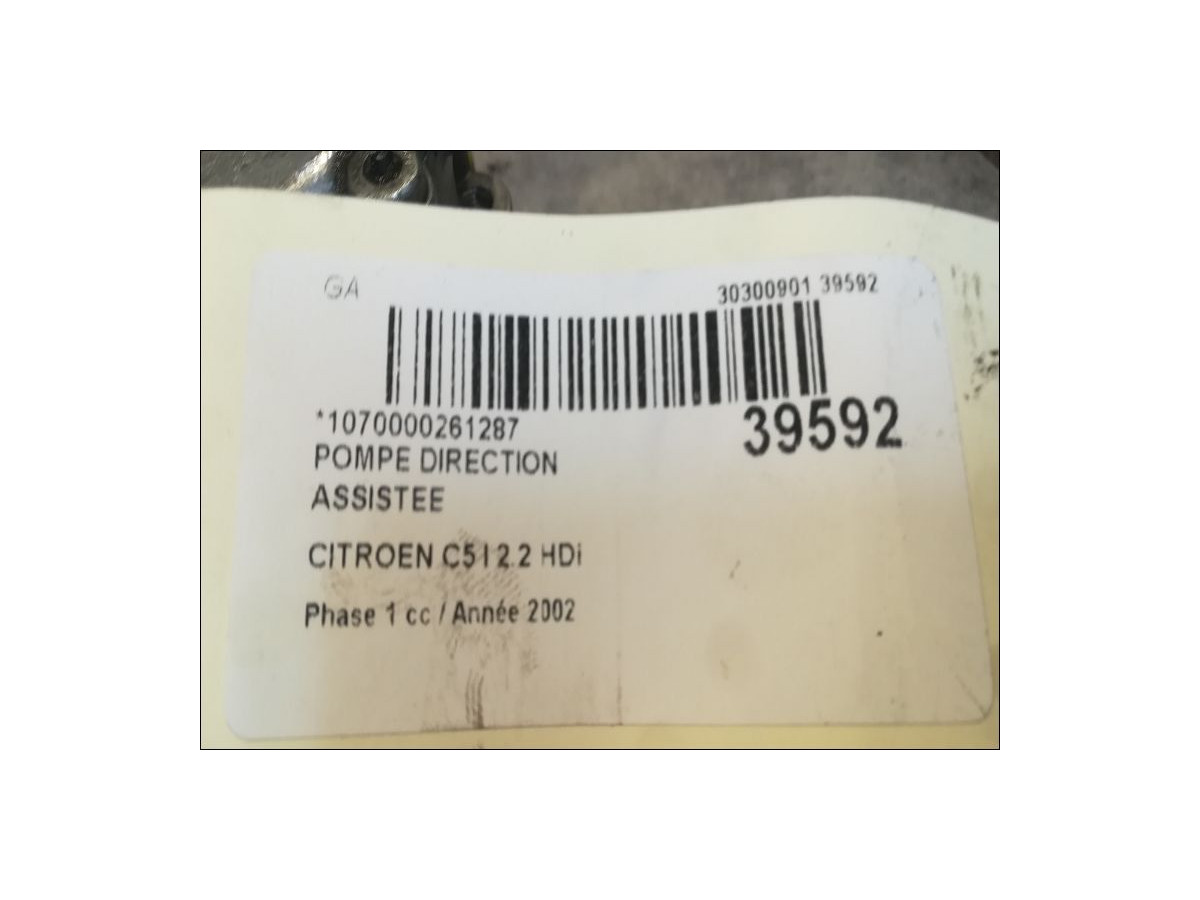 GA
30300901 39592
*1070000261287
39592
POMPE DIRECTION
ASSISTEE
CITROEN C5 I 2.2 HDi
Phase 1 cc / Année 2002